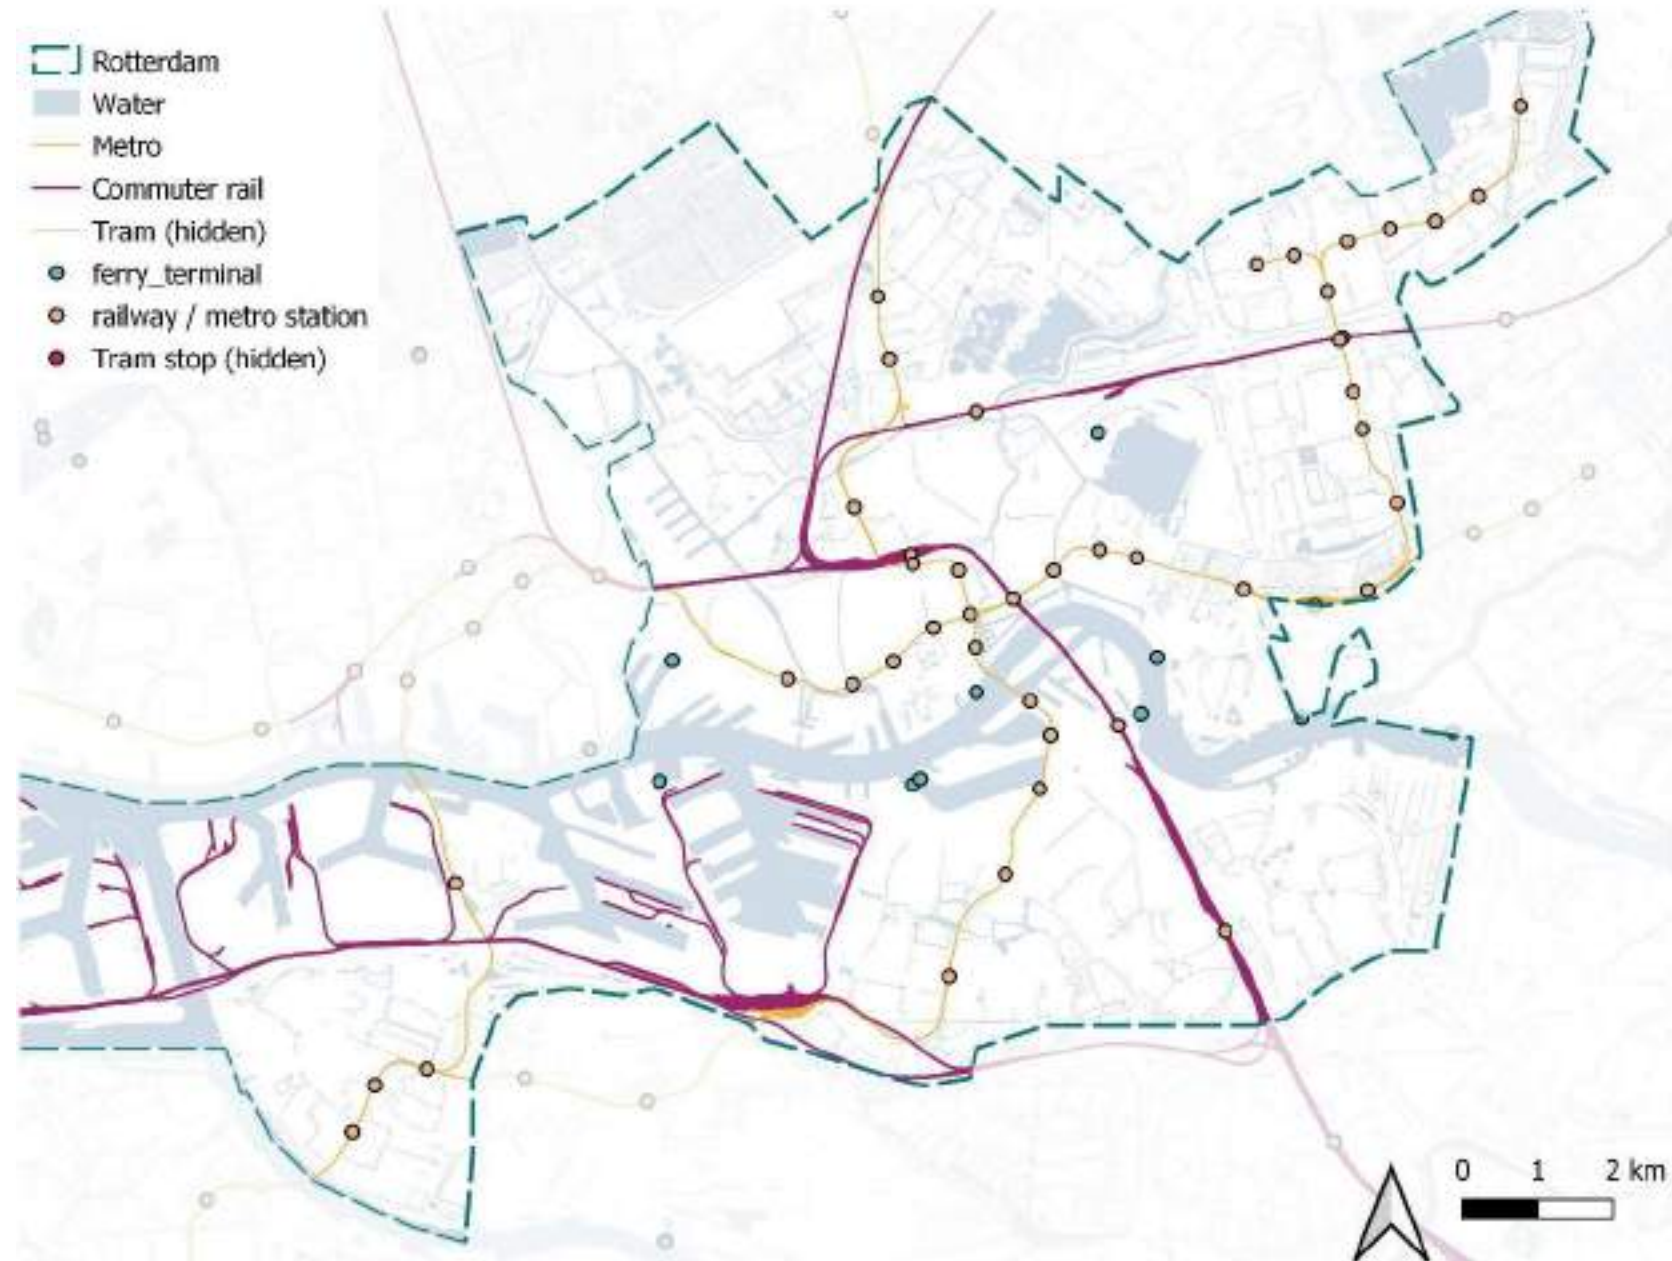 Rotterdam
Water
Metro
Commuter rail
Tram (hidden)
ferry_terminal
railway / metro station
Tram stop (hidden)
0 1 2 km